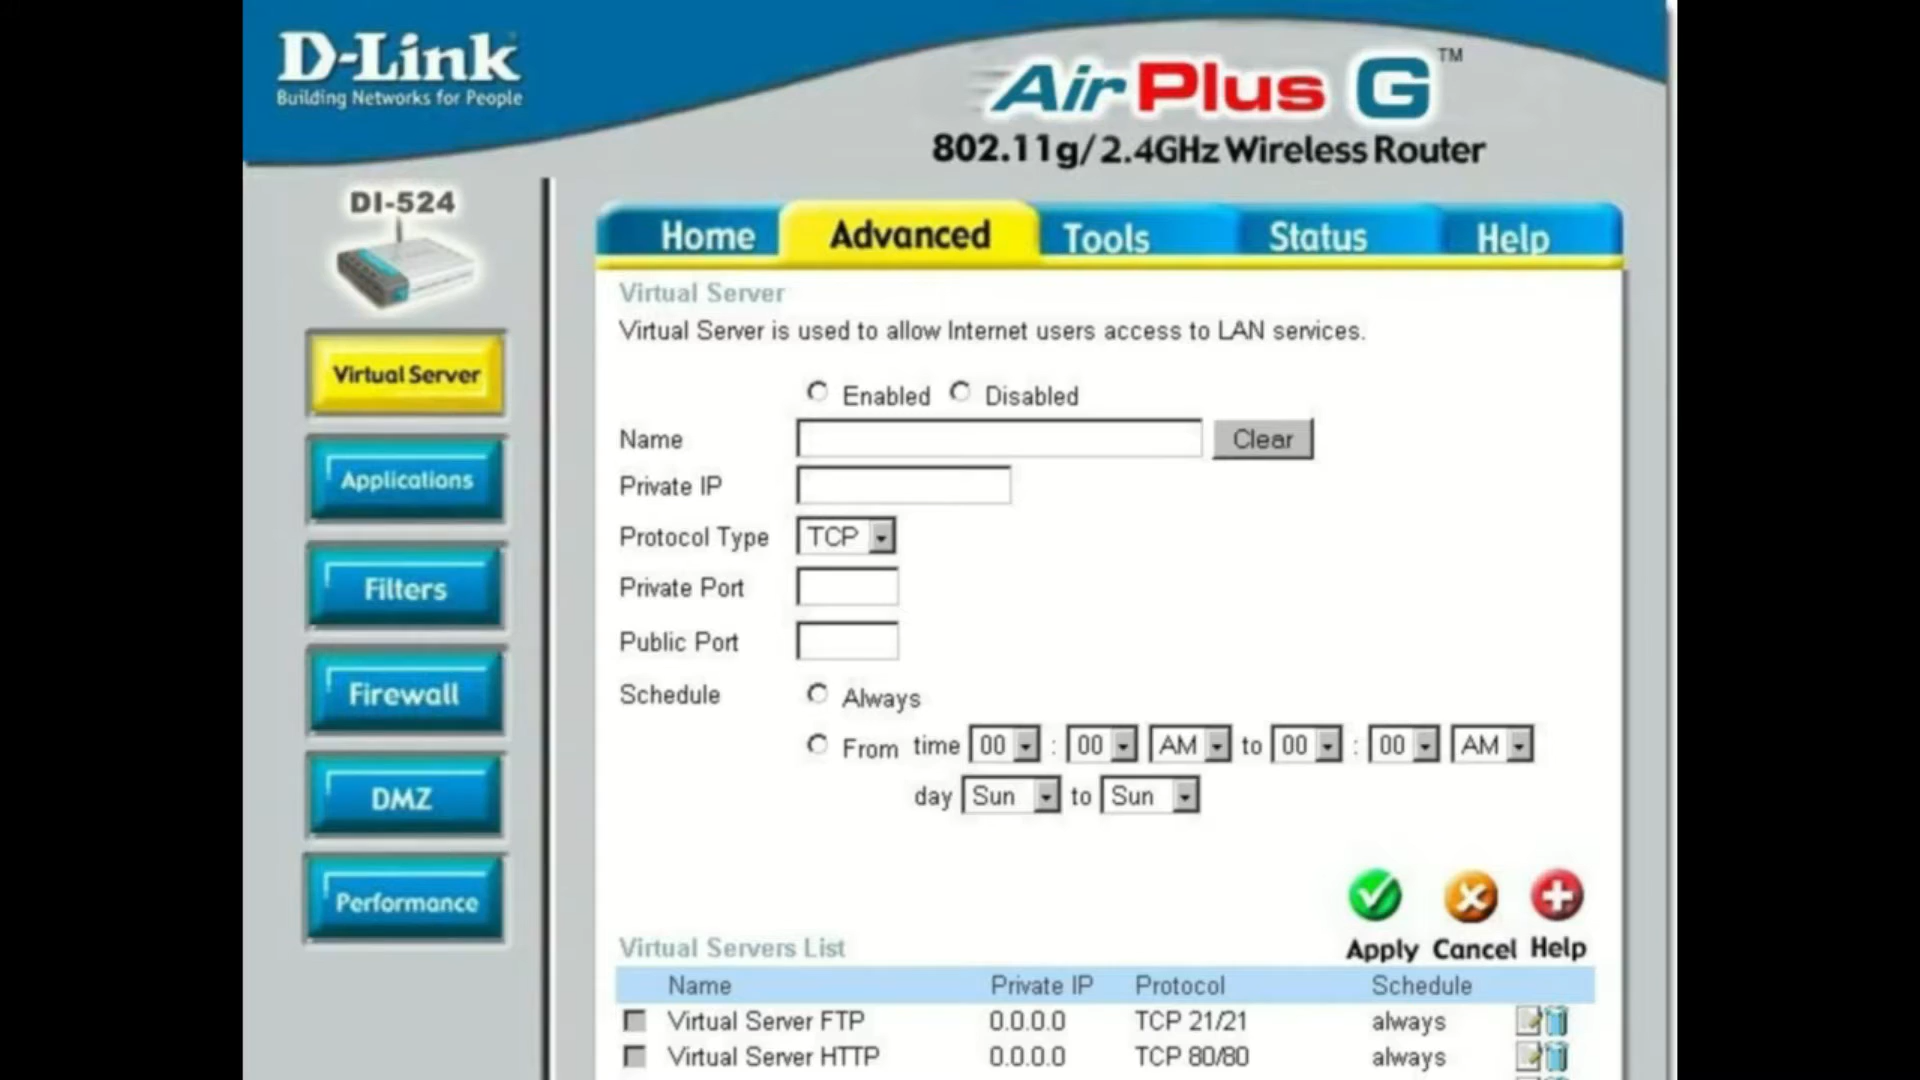 D-Link
Building Networks for People
AirPlus G™
802.11g/2.4GHz Wireless Router
DI-524
Home Advanced Tools Status Help
Virtual Server
Applications
Filters
Firewall
DMZ
Performance
Virtual Server
Virtual Server is used to allow Internet users access to LAN services.
Enabled Disabled
Name Clear
Private IP
Protocol Type TCP
Private Port
Public Port
Schedule Always
From time 00 : 00 AM to 00 : 00 AM
day Sun to Sun
Apply Cancel Help
Virtual Servers List
Name Private IP Protocol Schedule
Virtual Server FTP 0.0.0.0 TCP 21/21 always
Virtual Server HTTP 0.0.0.0 TCP 80/80 always